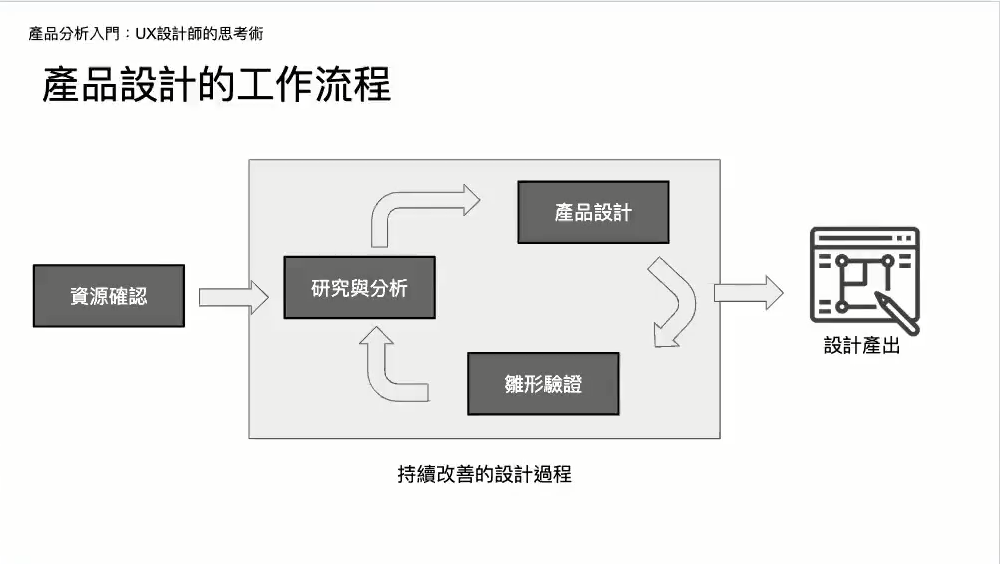 產品分析入門：UX設計師的思考術
產品設計的工作流程
產品設計
研究與分析
資源確認
設計產出
雛形驗證
持續改善的設計過程